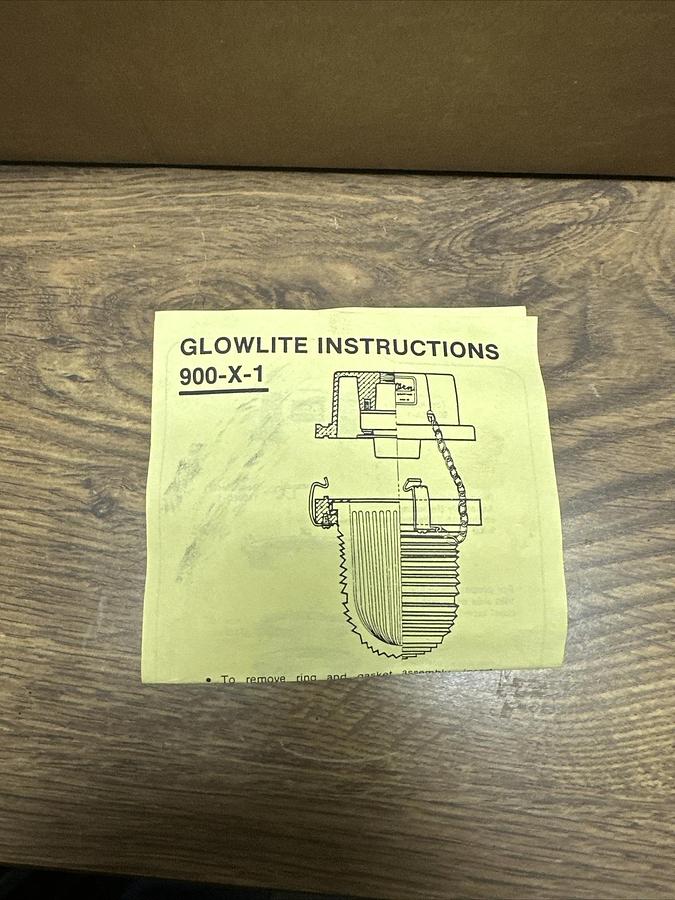 GLOWLITE INSTRUCTIONS
900-X-1
• To remove ring and gasket assembly